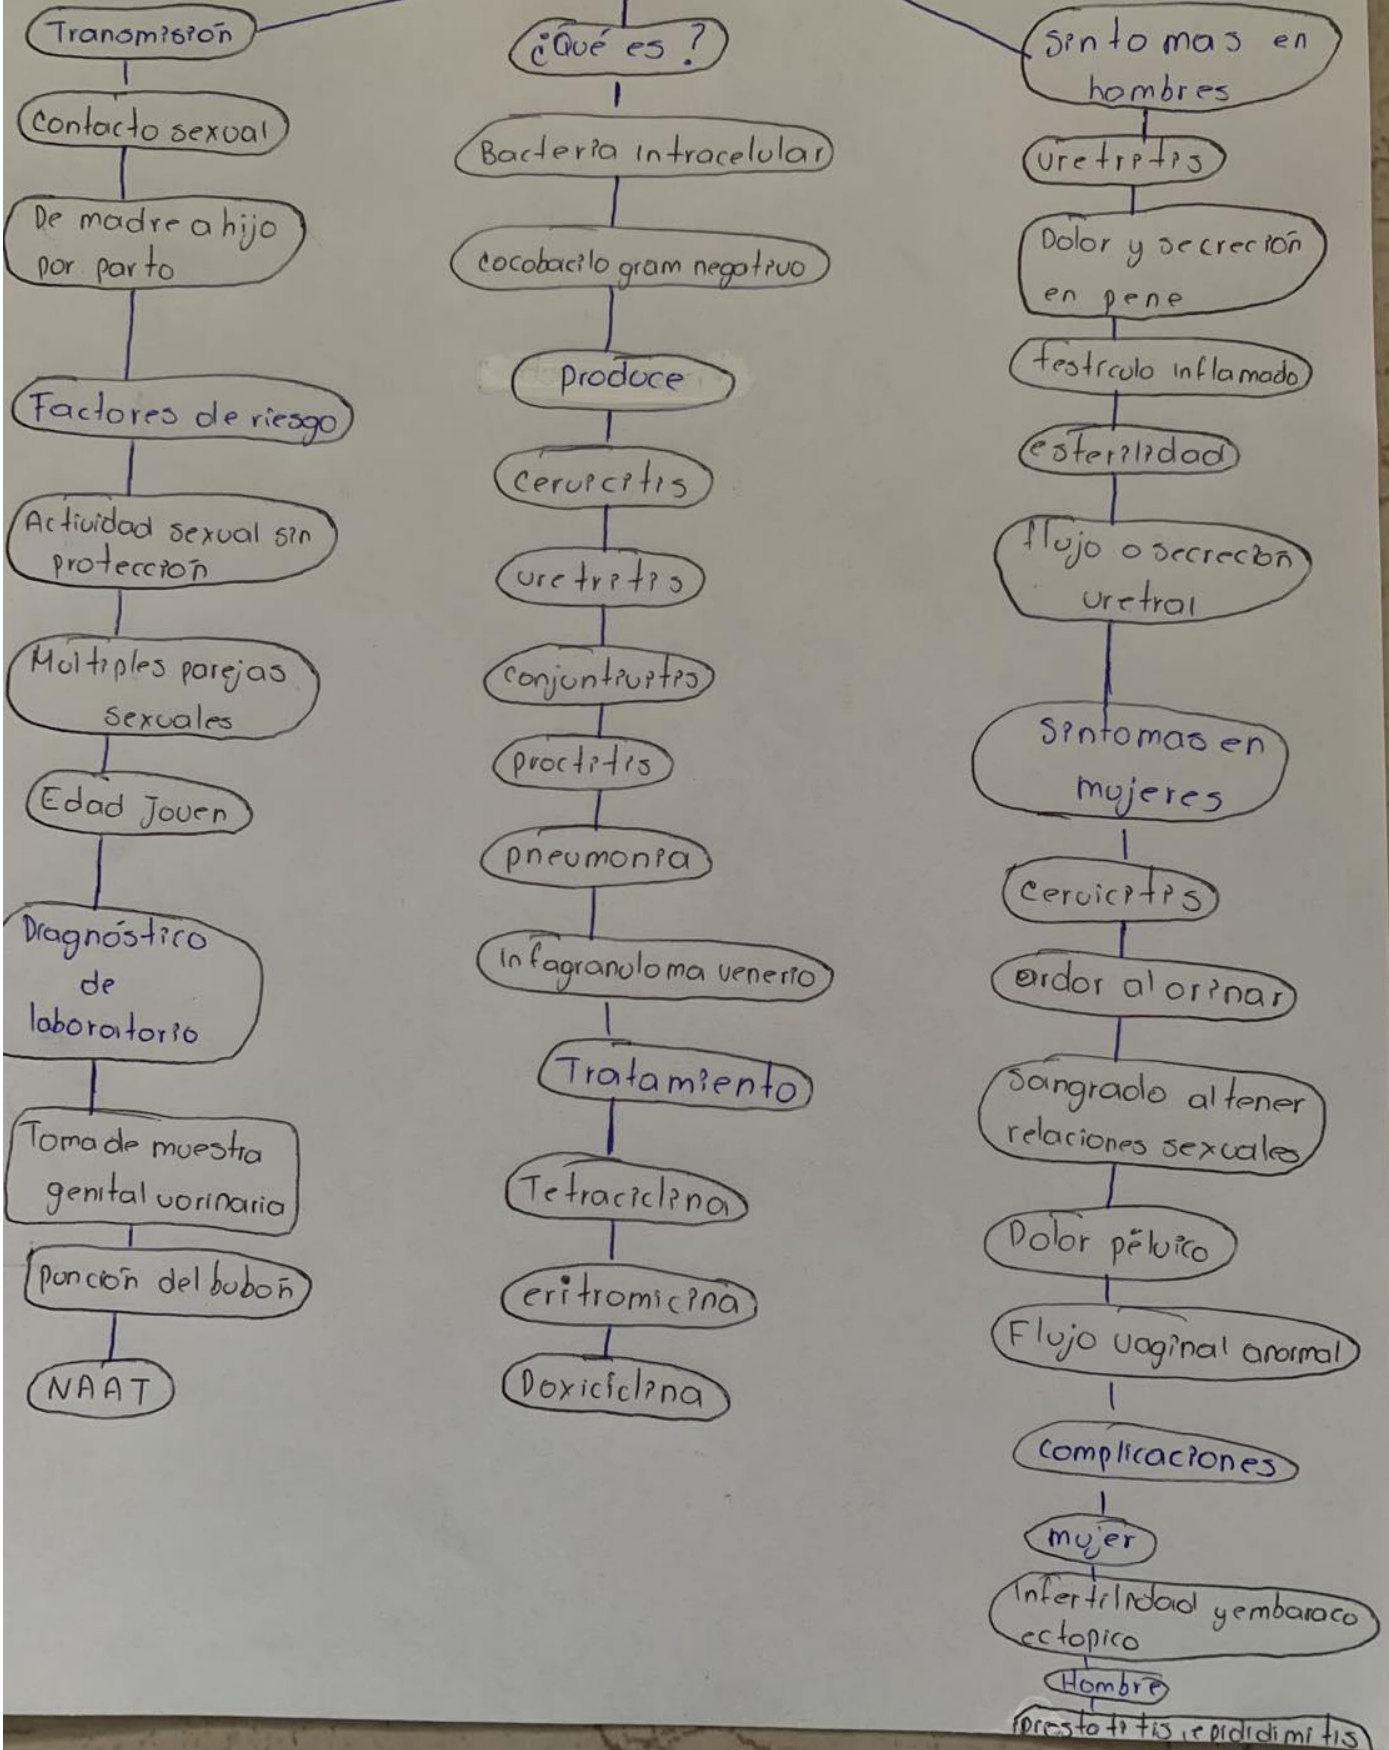 Transmisión
Contacto sexual
De madre a hijo
por parto
Factores de riesgo
Actividad sexual sin
protección
Multiples parejas
sexuales
Edad Joven
Diagnóstico
de
laboratorio
Toma de muestra
genital uorinaria
punción del bubón
NAAT
¿Qué es?
Bacteria intracelular
cocobacilo gram negativo
produce
cervicitis
uretritis
conjuntivitis
proctitis
pneumonia
Infagranuloma venerio
Tratamiento
Tetraciclina
eritromicina
Doxiciclina
Sintomas en
hombres
uretritis
Dolor y secreción
en pene
testiculo inflamado
esterilidad
flujo o secreción
uretral
Sintomas en
mujeres
Cervicitis
ardor al orinar
Sangrado al tener
relaciones sexuales
Dolor pélvico
Flujo vaginal anormal
complicaciones
mujer
Infertilidad y embaraco
ectopico
Hombre
prestotitis, epididimitis